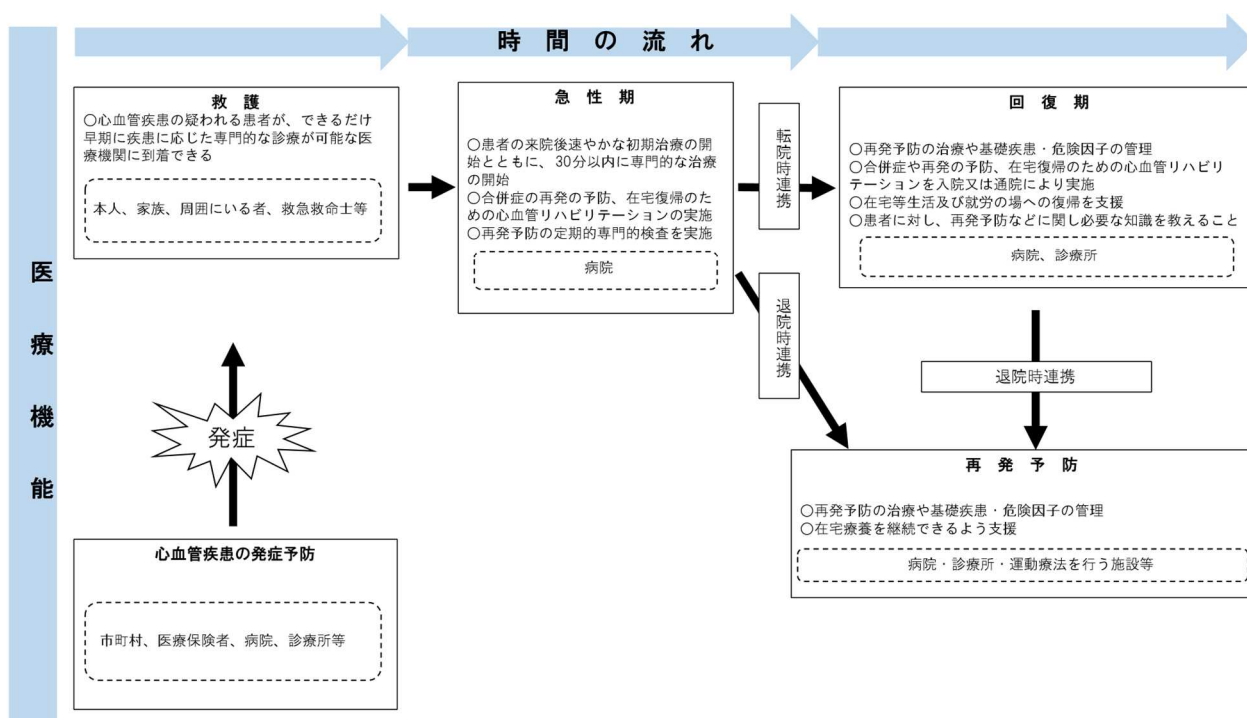 時間の流れ
医療機能
救護
○心血管疾患の疑われる患者が、できるだけ
早期に疾患に応じた専門的な診療が可能な医
療機関に到着できる
本人、家族、周囲にいる者、救急救命士等
発症
心血管疾患の発症予防
市町村、医療保険者、病院、診療所等
急性期
○患者の来院後速やかな初期治療の開
始とともに、30分以内に専門的な治療
の開始
○合併症の再発の予防、在宅復帰のた
めの心血管リハビリテーションの実施
○再発予防の定期的専門的検査を実施
病院
転院時連携
退院時連携
回復期
○再発予防の治療や基礎疾患・危険因子の管理
○合併症や再発の予防、在宅復帰のための心血管リハビリ
テーションを入院又は通院により実施
○在宅等生活及び就労の場への復帰を支援
○患者に対し、再発予防などに関し必要な知識を教えること
病院、診療所
退院時連携
再発予防
○再発予防の治療や基礎疾患・危険因子の管理
○在宅療養を継続できるよう支援
病院・診療所・運動療法を行う施設等